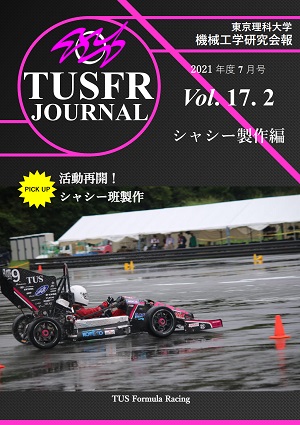 東京理科大学
機械工学研究会報
TUSFR
JOURNAL
2021 年度 7 月号
Vol. 17. 2
シャシー製作編
PICK UP
活動再開！
シャシー班製作
TUS
TUS Formula Racing